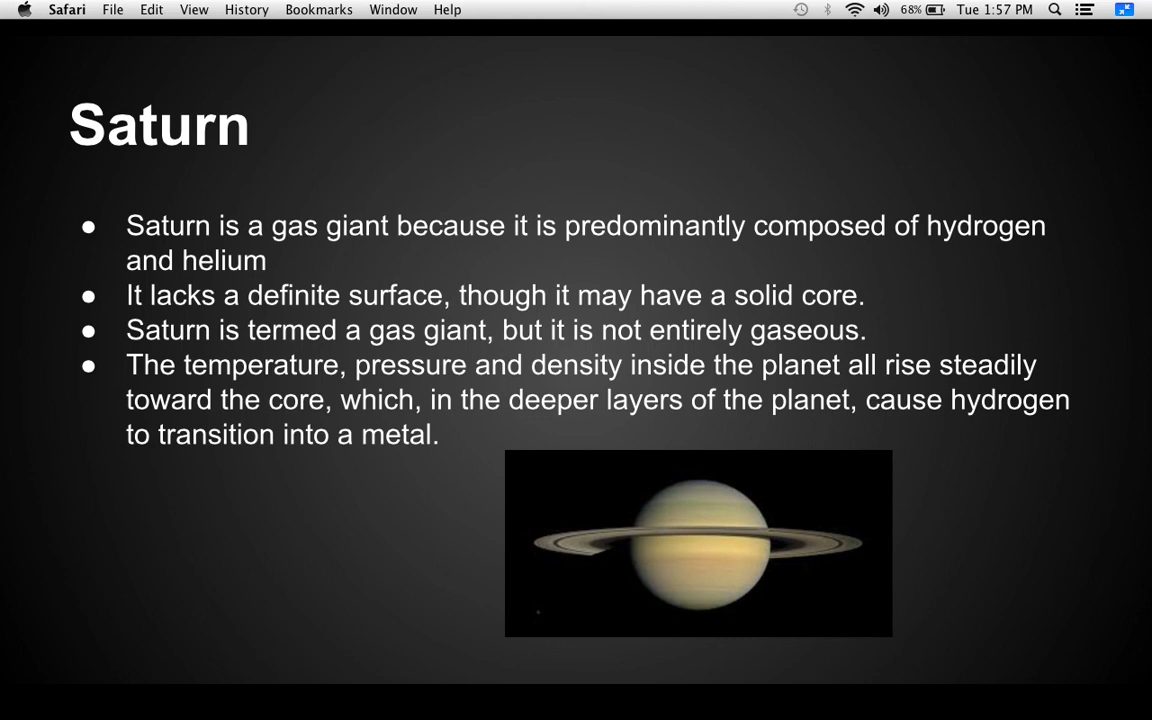 Safari File Edit View History Bookmarks Window Help 68% Tue 1:57 PM
Saturn
● Saturn is a gas giant because it is predominantly composed of hydrogen
and helium
● It lacks a definite surface, though it may have a solid core.
● Saturn is termed a gas giant, but it is not entirely gaseous.
● The temperature, pressure and density inside the planet all rise steadily
toward the core, which, in the deeper layers of the planet, cause hydrogen
to transition into a metal.